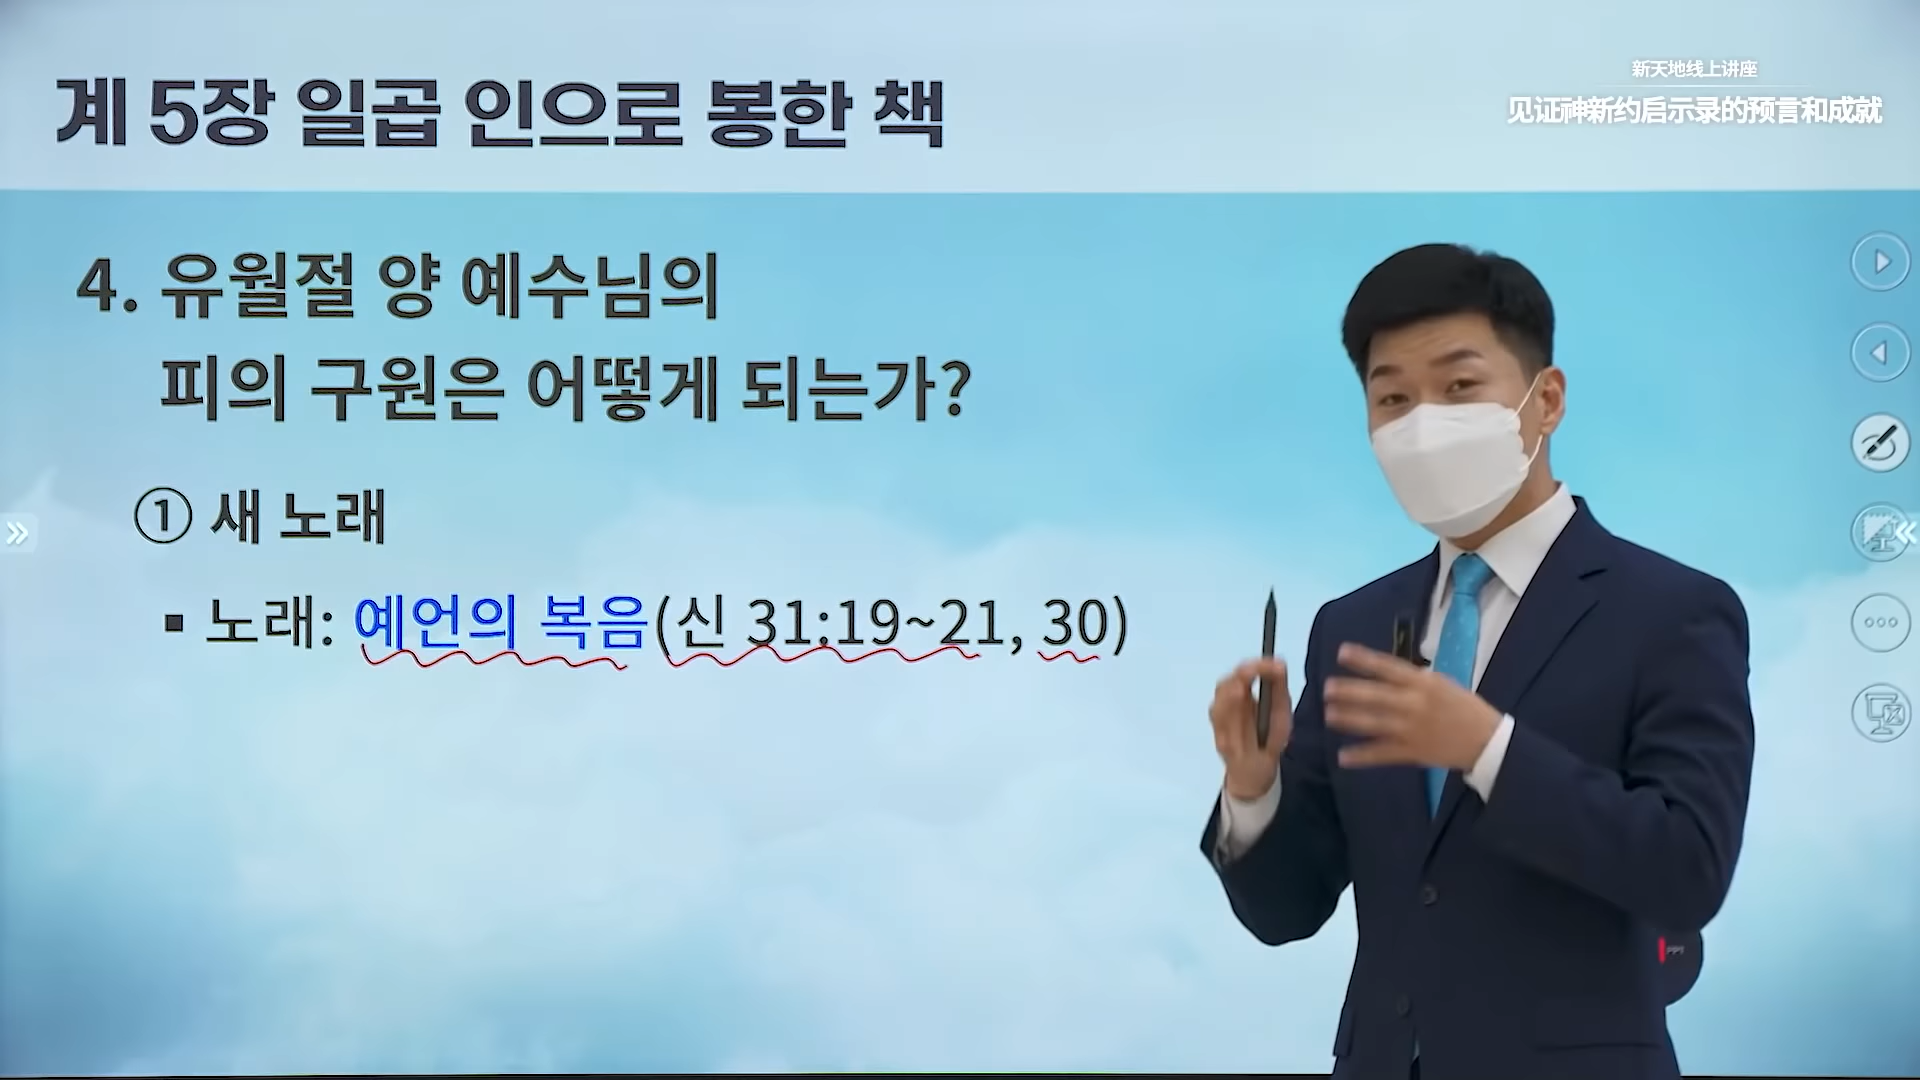 계 5장 일곱 인으로 봉한 책
新天地线上讲座
见证神新约启示录的预言和成就
4. 유월절 양 예수님의
피의 구원은 어떻게 되는가?
① 새 노래
▪ 노래: 예언의 복음(신 31:19~21, 30)
PPT